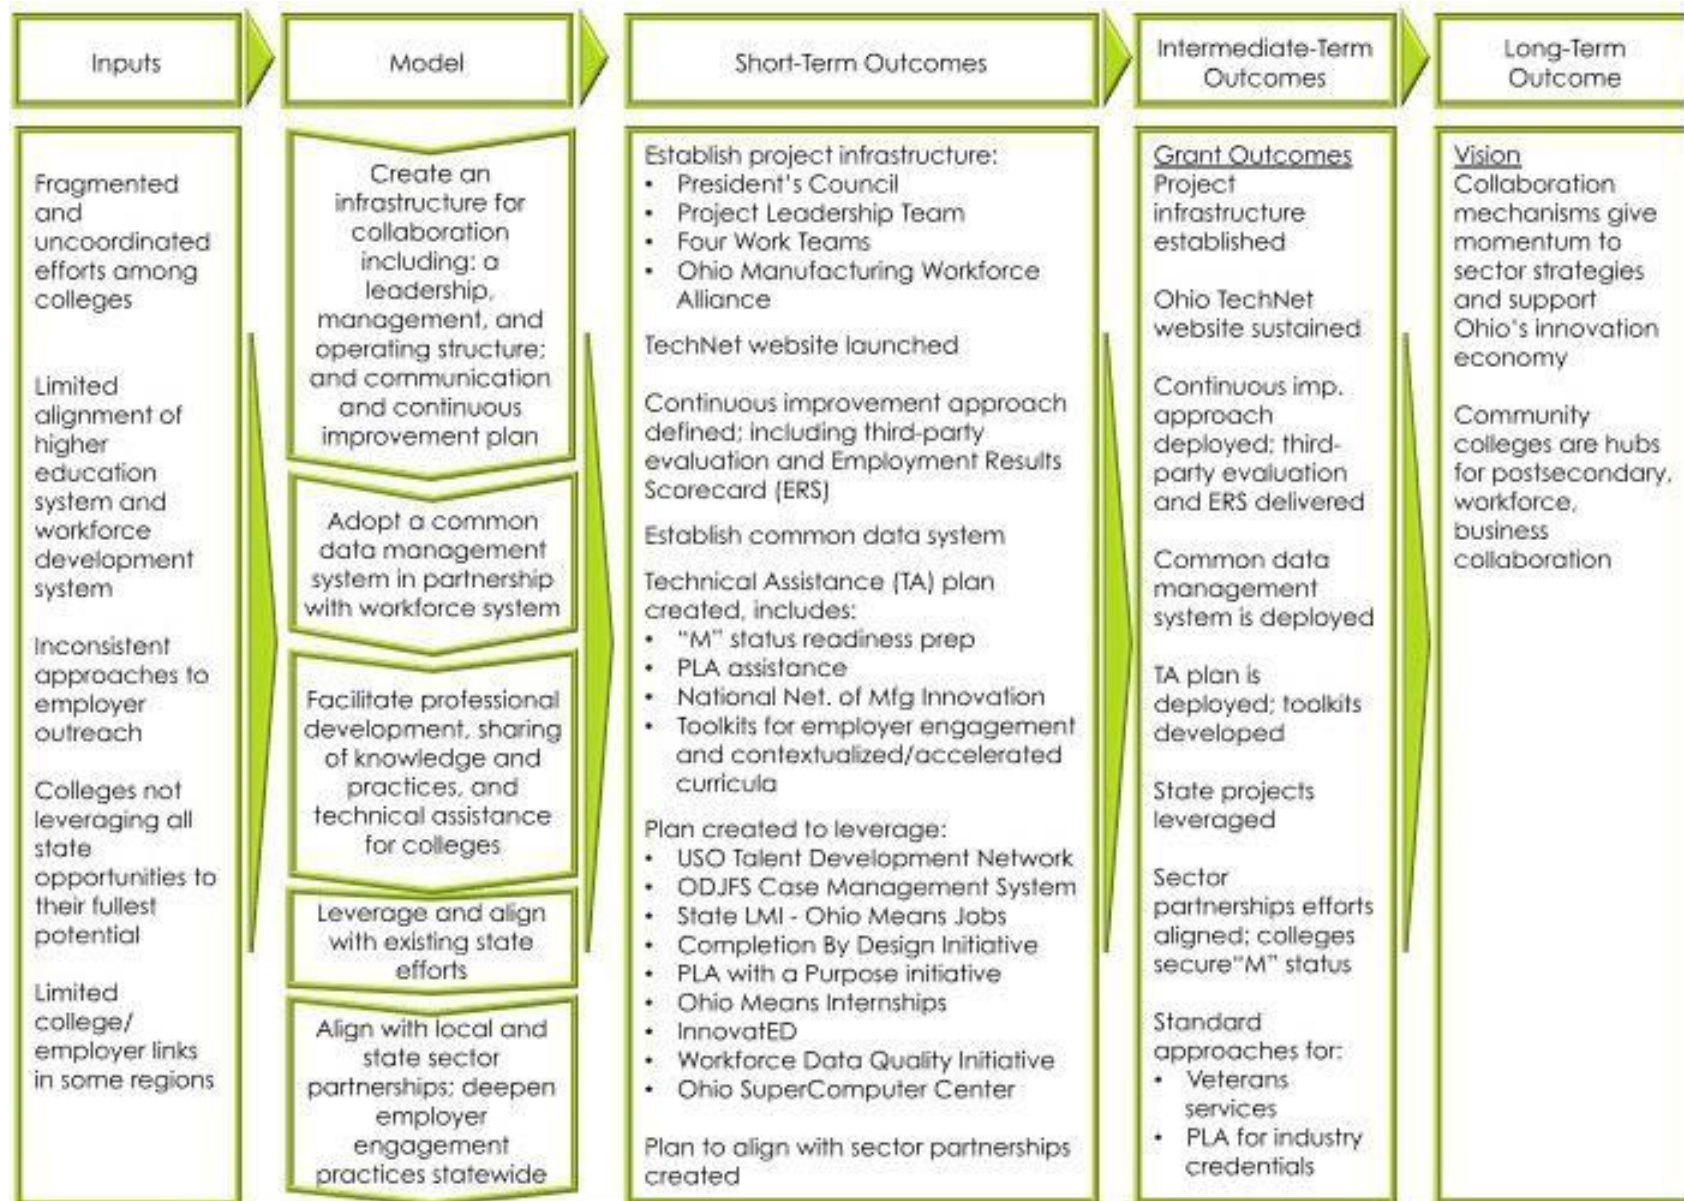 Inputs
Model
Short-Term Outcomes
Intermediate-Term
Outcomes
Long-Term
Outcome
Fragmented
and
uncoordinated
efforts among
colleges
Limited
alignment of
higher
education
system and
workforce
development
system
Inconsistent
approaches to
employer
outreach
Colleges not
leveraging all
state
opportunities to
their fullest
potential
Limited
college/
employer links
in some regions
Create an
infrastructure for
collaboration
including: a
leadership,
management, and
operating structure;
and communication
and continuous
improvement plan
Adopt a common
data management
system in partnership
with workforce system
Facilitate professional
development, sharing
of knowledge and
practices, and
technical assistance
for colleges
Leverage and align
with existing state
efforts
Align with local and
state sector
partnerships; deepen
employer
engagement
practices statewide
Establish project infrastructure:
• President's Council
• Project Leadership Team
• Four Work Teams
• Ohio Manufacturing Workforce
Alliance
TechNet website launched
Continuous improvement approach
defined; including third-party
evaluation and Employment Results
Scorecard (ERS)
Establish common data system
Technical Assistance (TA) plan
created, includes:
• "M" status readiness prep
• PLA assistance
• National Net. of Mfg Innovation
• Toolkits for employer engagement
and contextualized/accelerated
curricula
Plan created to leverage:
• USO Talent Development Network
• ODJFS Case Management System
• State LMI - Ohio Means Jobs
• Completion By Design Initiative
• PLA with a Purpose initiative
• Ohio Means Internships
• InnovatED
• Workforce Data Quality Initiative
• Ohio SuperComputer Center
Plan to align with sector partnerships
created
Grant Outcomes
Project
infrastructure
established
Ohio TechNet
website sustained
Continuous imp.
approach
deployed; third-
party evaluation
and ERS delivered
Common data
management
system is deployed
TA plan is
deployed; toolkits
developed
State projects
leveraged
Sector
partnerships efforts
aligned; colleges
secure"M" status
Standard
approaches for:
• Veterans
services
• PLA for industry
credentials
Vision
Collaboration
mechanisms give
momentum to
sector strategies
and support
Ohio's innovation
economy
Community
colleges are hubs
for postsecondary,
workforce,
business
collaboration